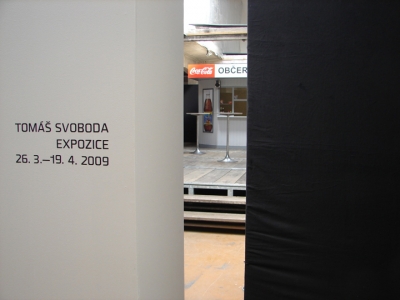 TOMÁŠ SVOBODA
EXPOZICE
26. 3.—19. 4. 2009
Coca-Cola OBČER